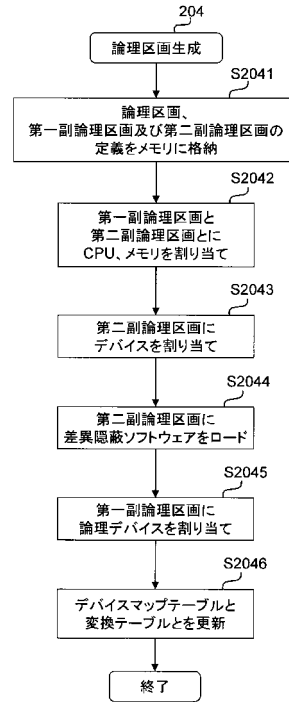 204
論理区画生成
S2041
論理区画、
第一副論理区画及び第二副論理区画の
定義をメモリに格納
S2042
第一副論理区画と
第二副論理区画とに
CPU、メモリを割り当て
S2043
第二副論理区画に
デバイスを割り当て
S2044
第二副論理区画に
差異隠蔽ソフトウェアをロード
S2045
第一副論理区画に
論理デバイスを割り当て
S2046
デバイスマップテーブルと
変換テーブルとを更新
終了